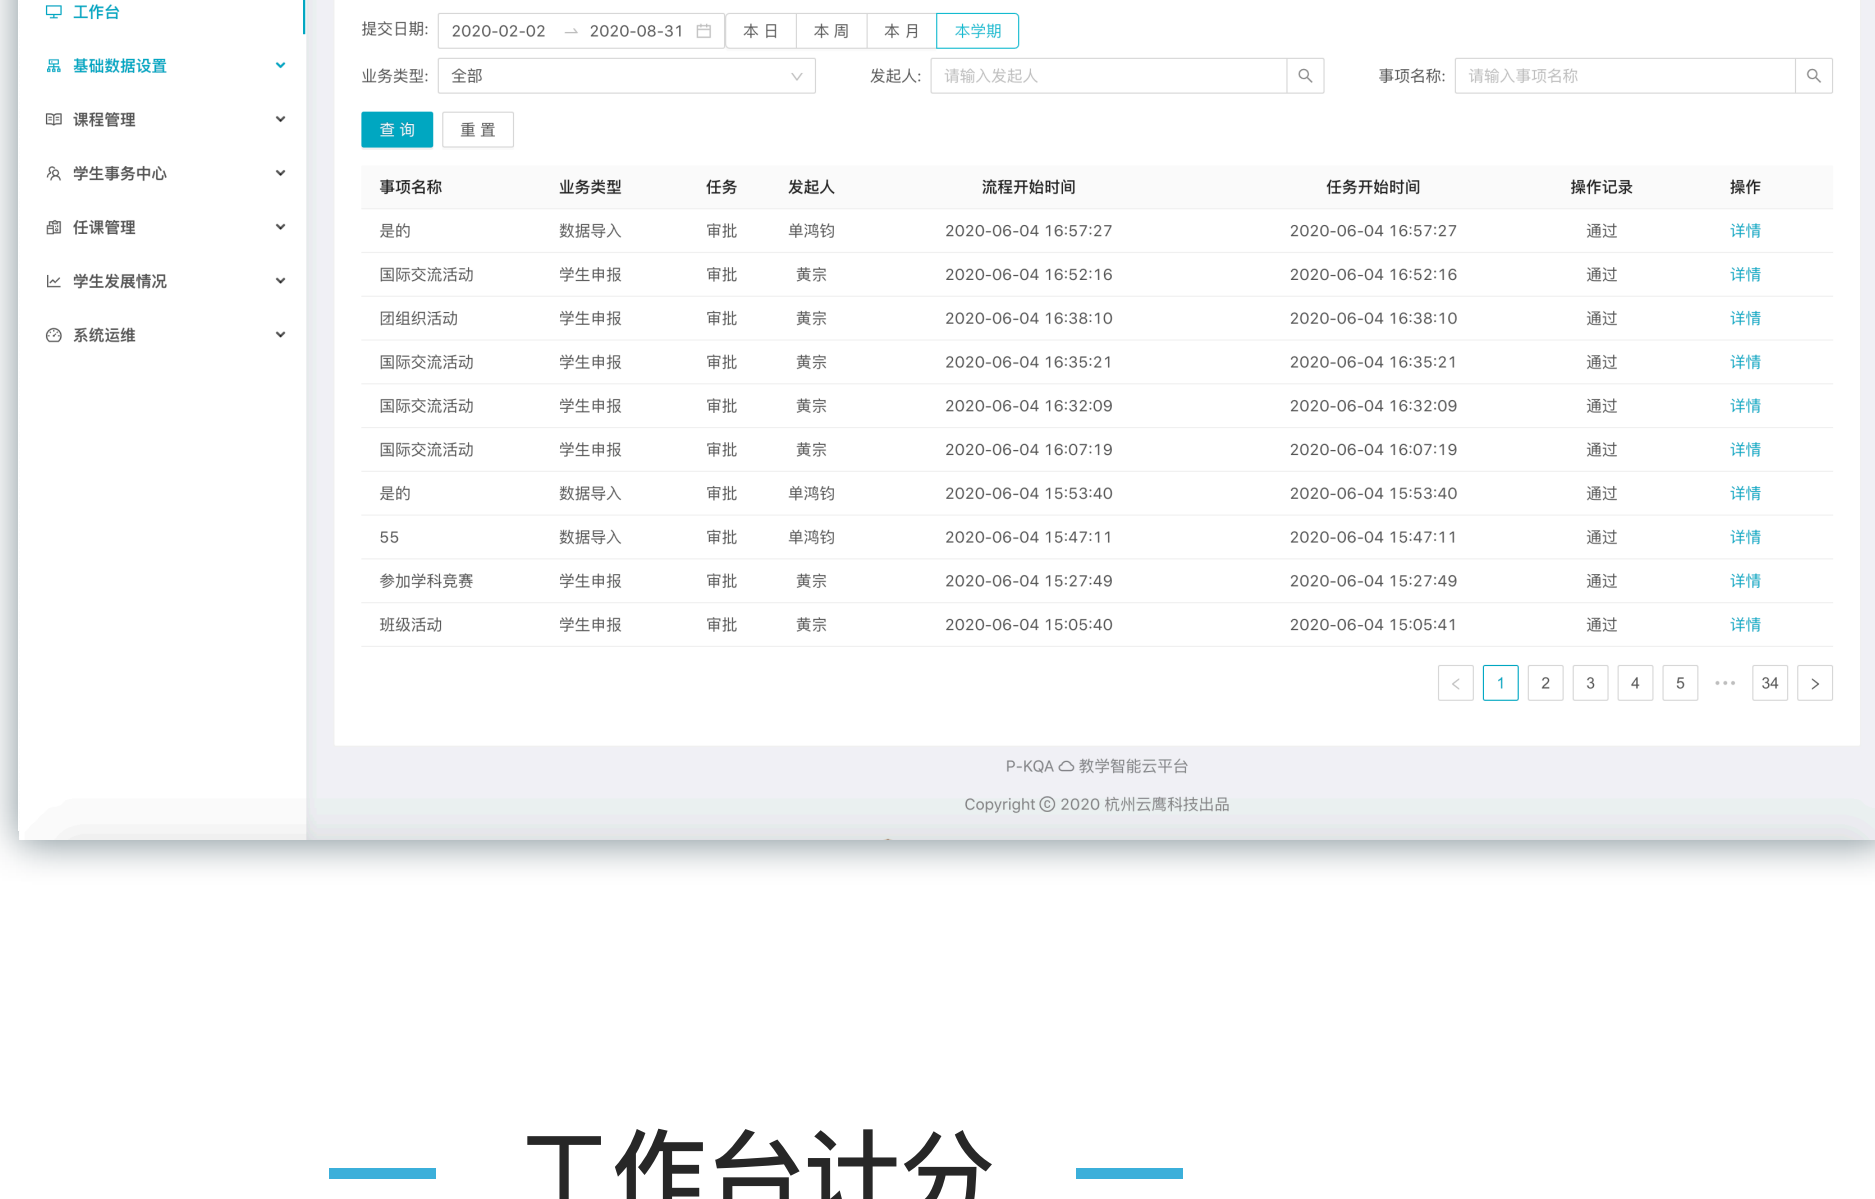 工作台
基础数据设置
课程管理
学生事务中心
任课管理
学生发展情况
系统运维
提交日期: 2020-02-02 → 2020-08-31 本 日 本 周 本 月 本学期
业务类型: 全部 发起人: 请输入发起人 事项名称: 请输入事项名称
查 询 重 置
事项名称 业务类型 任务 发起人 流程开始时间 任务开始时间 操作记录 操作
是的 数据导入 审批 单鸿钧 2020-06-04 16:57:27 2020-06-04 16:57:27 通过 详情
国际交流活动 学生申报 审批 黄宗 2020-06-04 16:52:16 2020-06-04 16:52:16 通过 详情
团组织活动 学生申报 审批 黄宗 2020-06-04 16:38:10 2020-06-04 16:38:10 通过 详情
国际交流活动 学生申报 审批 黄宗 2020-06-04 16:35:21 2020-06-04 16:35:21 通过 详情
国际交流活动 学生申报 审批 黄宗 2020-06-04 16:32:09 2020-06-04 16:32:09 通过 详情
国际交流活动 学生申报 审批 黄宗 2020-06-04 16:07:19 2020-06-04 16:07:19 通过 详情
是的 数据导入 审批 单鸿钧 2020-06-04 15:53:40 2020-06-04 15:53:40 通过 详情
55 数据导入 审批 单鸿钧 2020-06-04 15:47:11 2020-06-04 15:47:11 通过 详情
参加学科竞赛 学生申报 审批 黄宗 2020-06-04 15:27:49 2020-06-04 15:27:49 通过 详情
班级活动 学生申报 审批 黄宗 2020-06-04 15:05:40 2020-06-04 15:05:41 通过 详情
< 1 2 3 4 5 ••• 34 >
P-KQA 教学智能云平台
Copyright © 2020 杭州云鹰科技出品
工作台计分